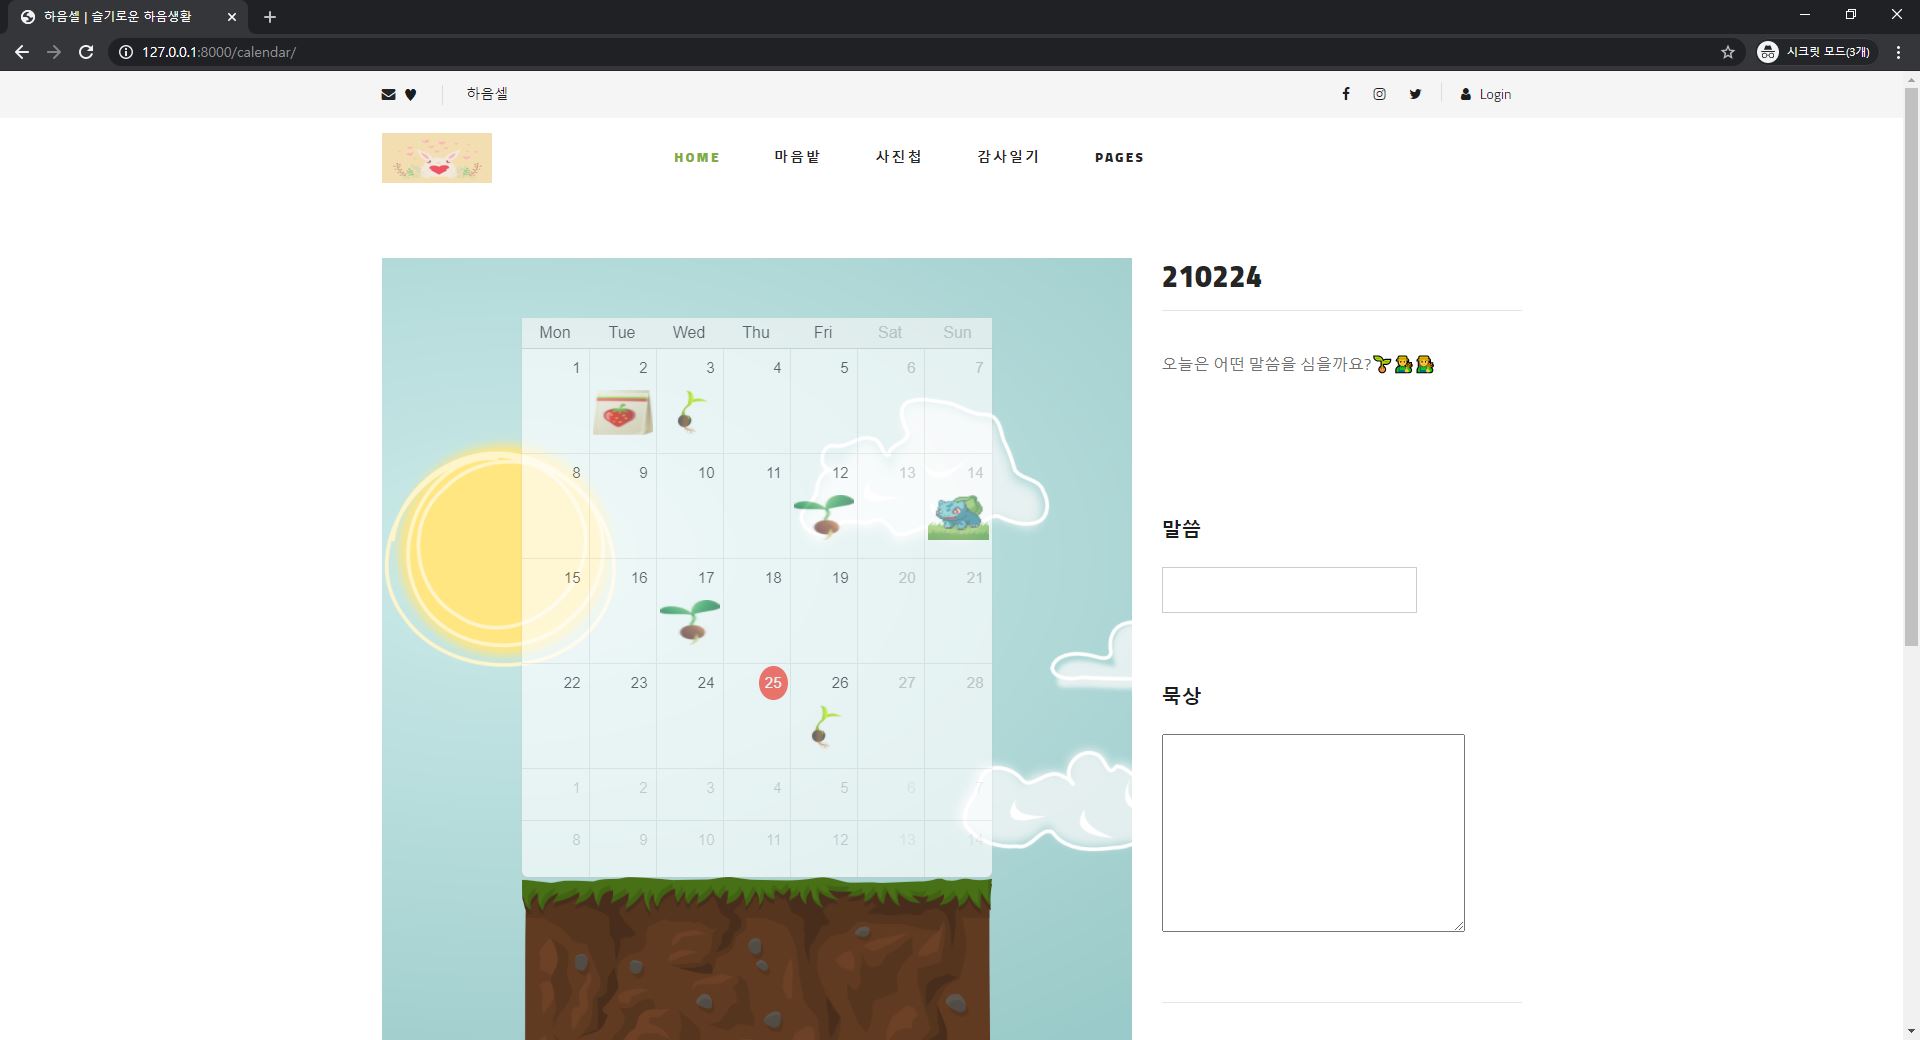 하음셀 | 슬기로운 하음생활
127.0.0.1:8000/calendar/
시크릿 모드(3개)
하음셀
Login
HOME 마음밭 사진첩 감사일기 PAGES
210224
오늘은 어떤 말씀을 심을까요?🌱👩‍🌾👩‍🌾
Mon Tue Wed Thu Fri Sat Sun
1 2 3 4 5 6 7
8 9 10 11 12 13 14
15 16 17 18 19 20 21
22 23 24 25 26 27 28
1 2 3 4 5 6 7
8 9 10 11 12 13 14
말씀
묵상